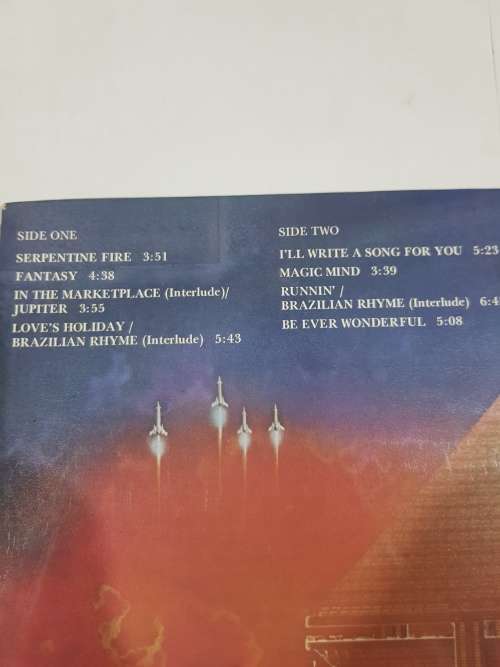 SIDE ONE
SERPENTINE FIRE 3:51
FANTASY 4:38
IN THE MARKETPLACE (Interlude)/
JUPITER 3:55
LOVE'S HOLIDAY /
BRAZILIAN RHYME (Interlude) 5:43
SIDE TWO
I'LL WRITE A SONG FOR YOU 5:23
MAGIC MIND 3:39
RUNNIN' /
BRAZILIAN RHYME (Interlude)
BE EVER WONDERFUL 5:08